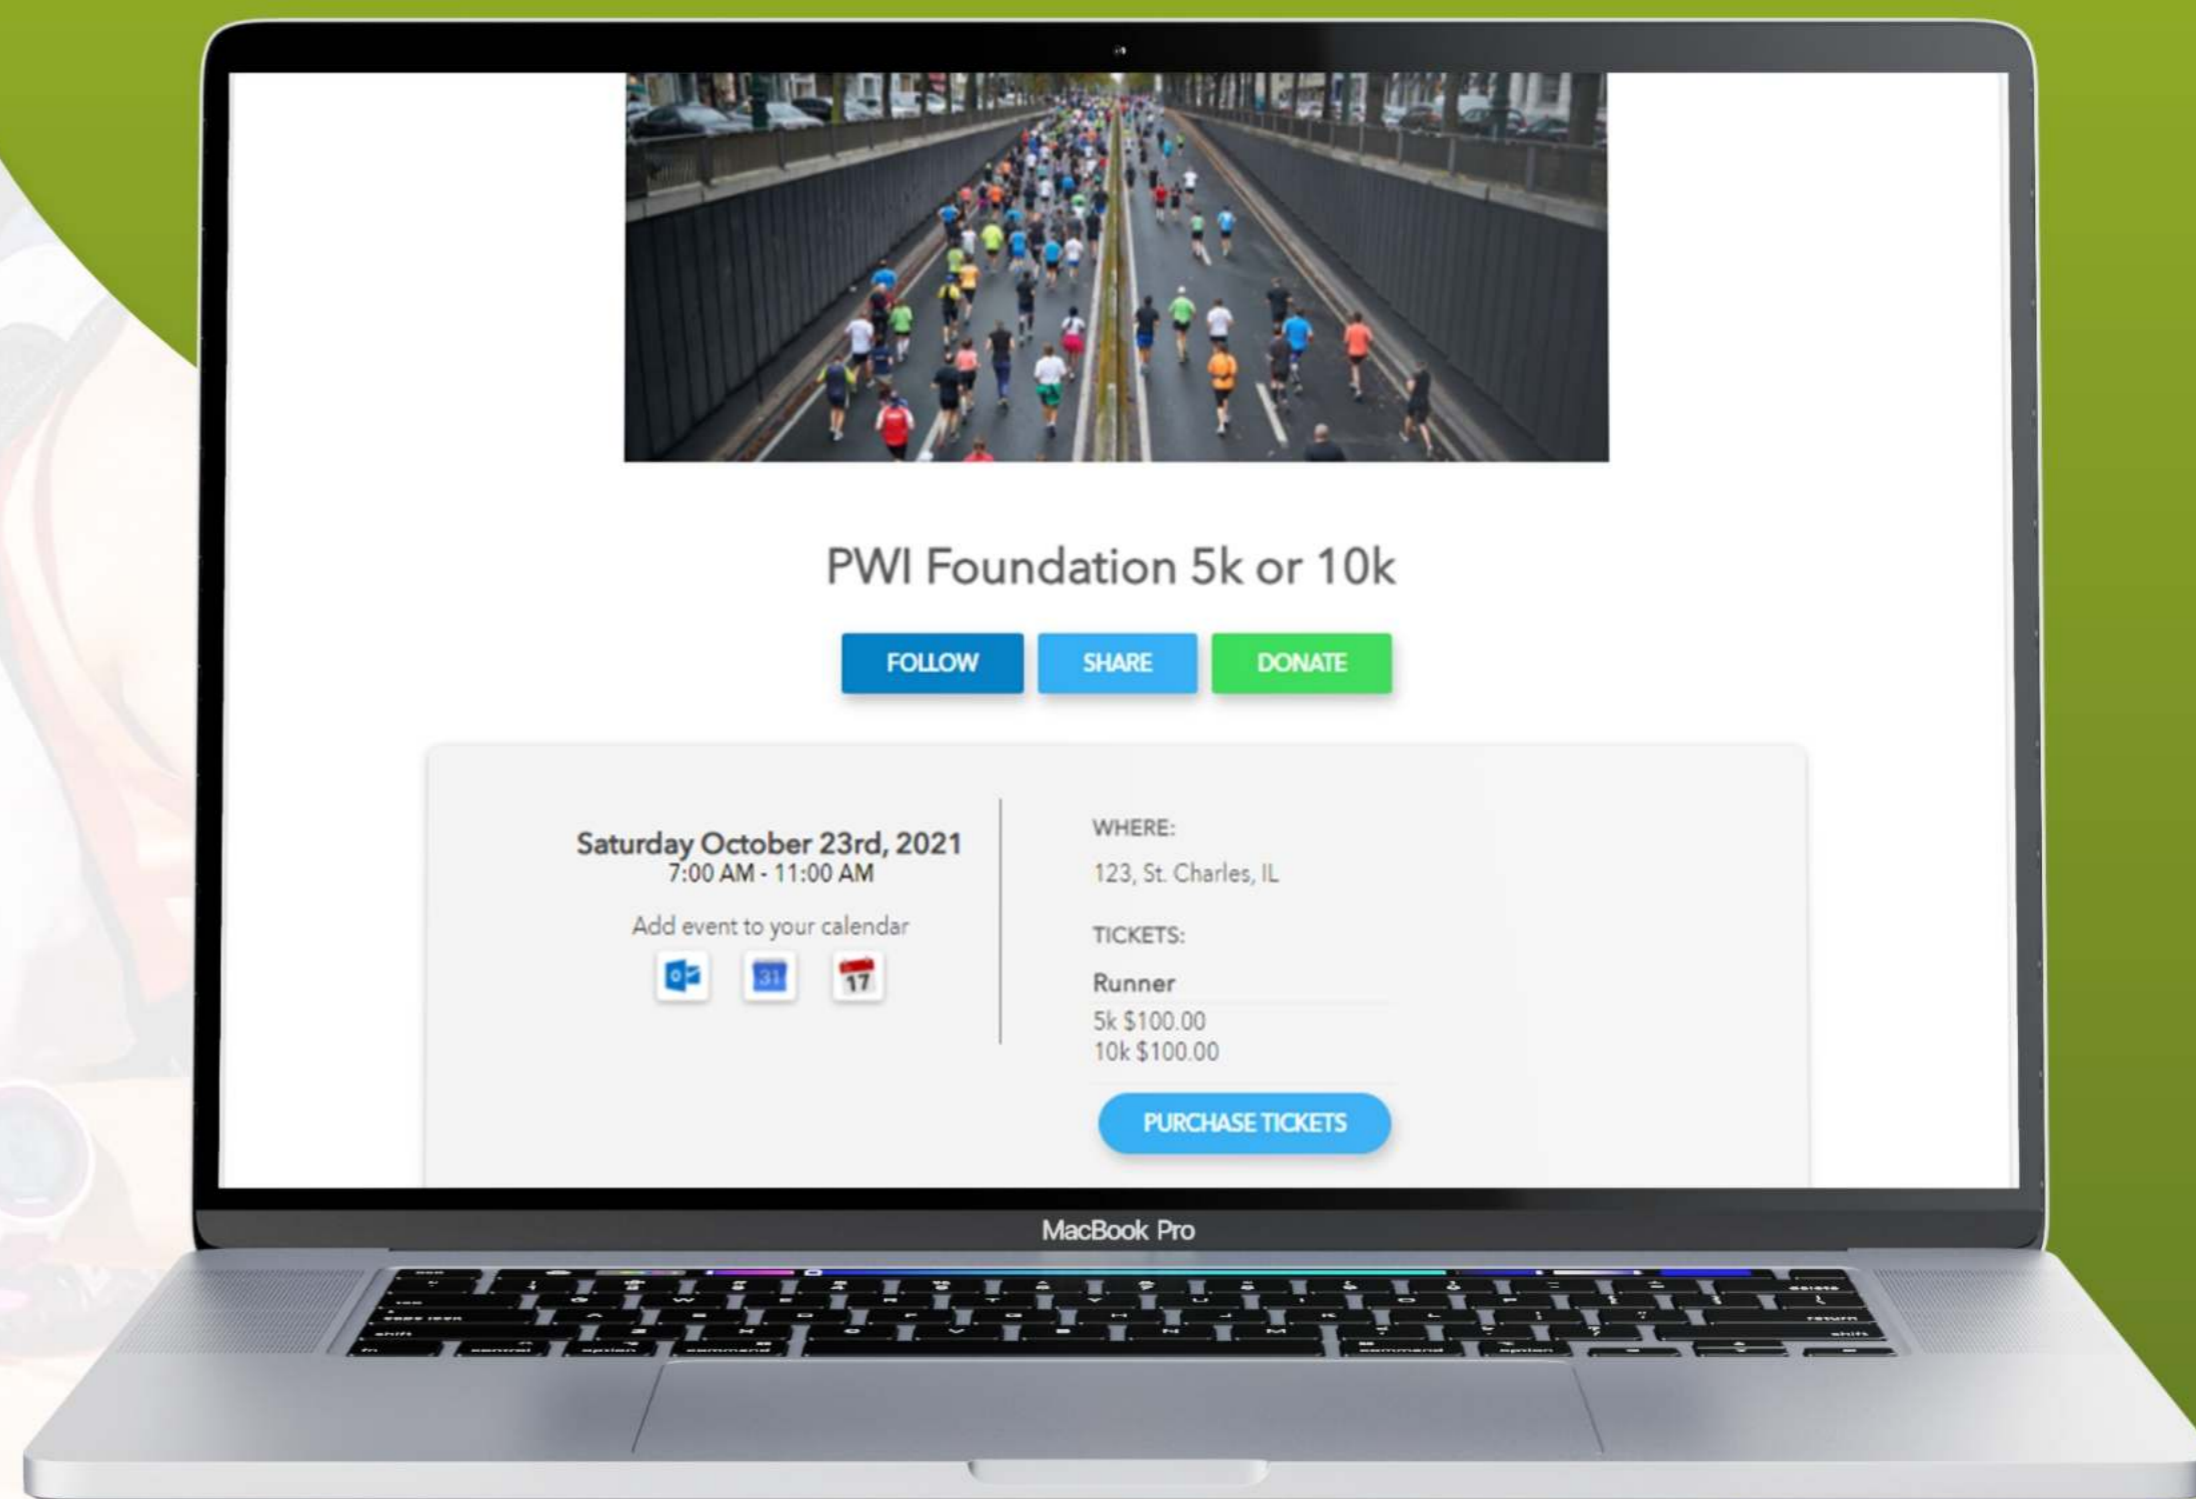 PWI Foundation 5k or 10k
FOLLOW SHARE DONATE
Saturday October 23rd, 2021
7:00 AM - 11:00 AM
Add event to your calendar
31 17
WHERE:
123, St. Charles, IL
TICKETS:
Runner
5k $100.00
10k $100.00
PURCHASE TICKETS
MacBook Pro